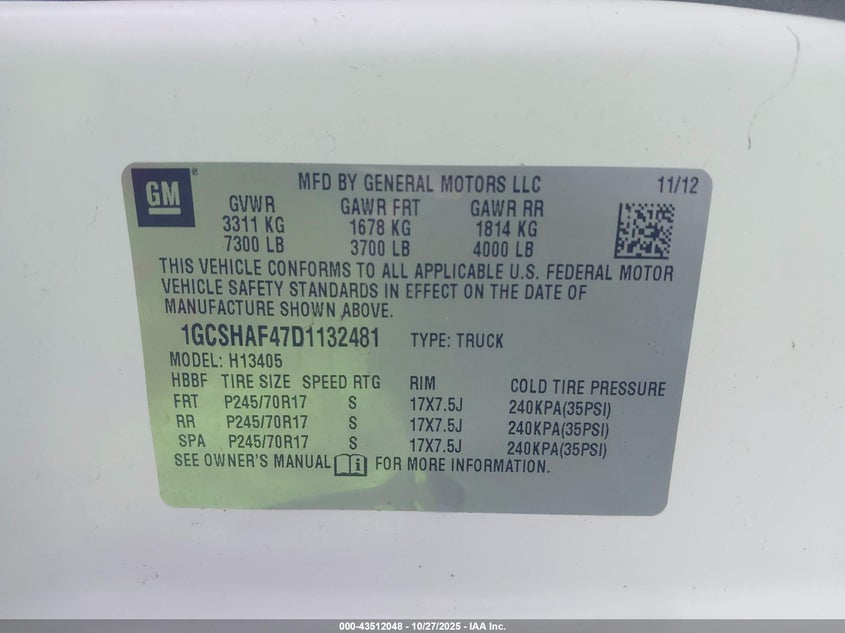 GM
MFD BY GENERAL MOTORS LLC 11/12
GVWR GAWR FRT GAWR RR
3311 KG 1678 KG 1814 KG
7300 LB 3700 LB 4000 LB
THIS VEHICLE CONFORMS TO ALL APPLICABLE U.S. FEDERAL MOTOR
VEHICLE SAFETY STANDARDS IN EFFECT ON THE DATE OF
MANUFACTURE SHOWN ABOVE.
1GCSHAF47D1132481 TYPE: TRUCK
MODEL: H13405
HBBF TIRE SIZE SPEED RTG RIM COLD TIRE PRESSURE
FRT P245/70R17 S 17X7.5J 240KPA(35PSI)
RR P245/70R17 S 17X7.5J 240KPA(35PSI)
SPA P245/70R17 S 17X7.5J 240KPA(35PSI)
SEE OWNER'S MANUAL i FOR MORE INFORMATION.
000-43512048 - 10/27/2025 - IAA Inc.